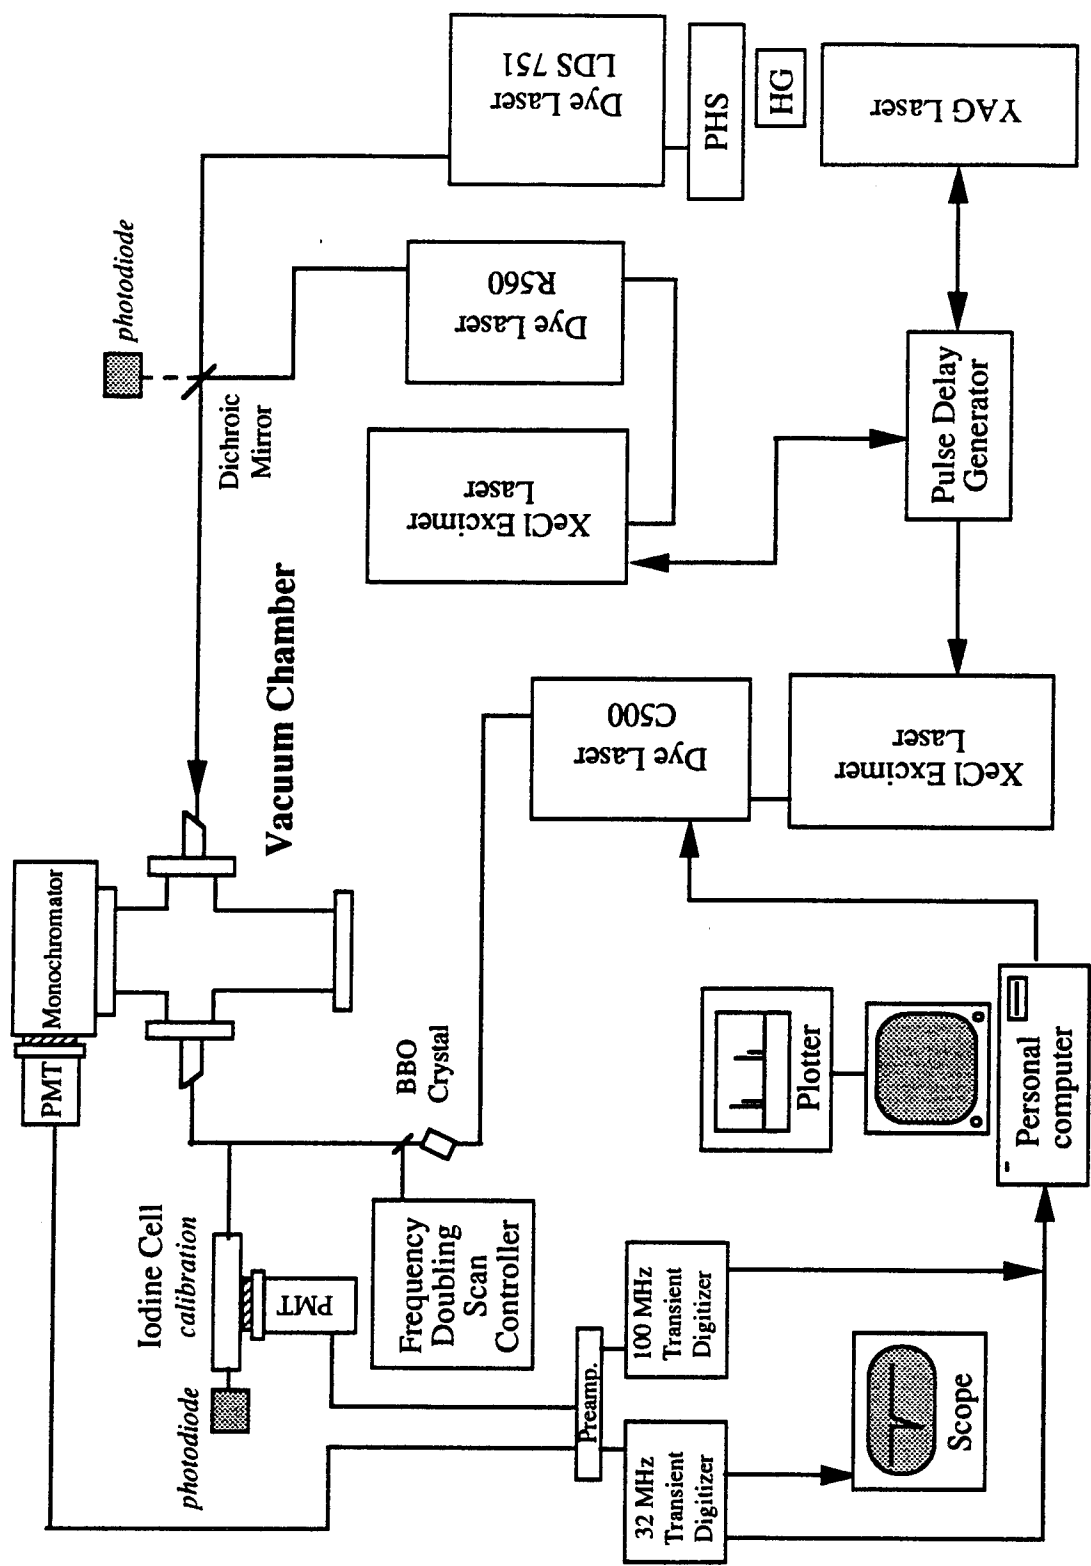 photodiode
Dichroic
Mirror
Dye Laser
LDS 751
PHS
HG
YAG Laser
Dye Laser
R560
XeCl Excimer
Laser
Pulse Delay
Generator
Vacuum Chamber
Monochromator
PMT
Dye Laser
C500
XeCl Excimer
Laser
BBO
Crystal
Plotter
Personal
computer
Iodine Cell
calibration
photodiode
PMT
Frequency
Doubling
Scan
Controller
Preamp.
100 MHz
Transient
Digitizer
32 MHz
Transient
Digitizer
Scope